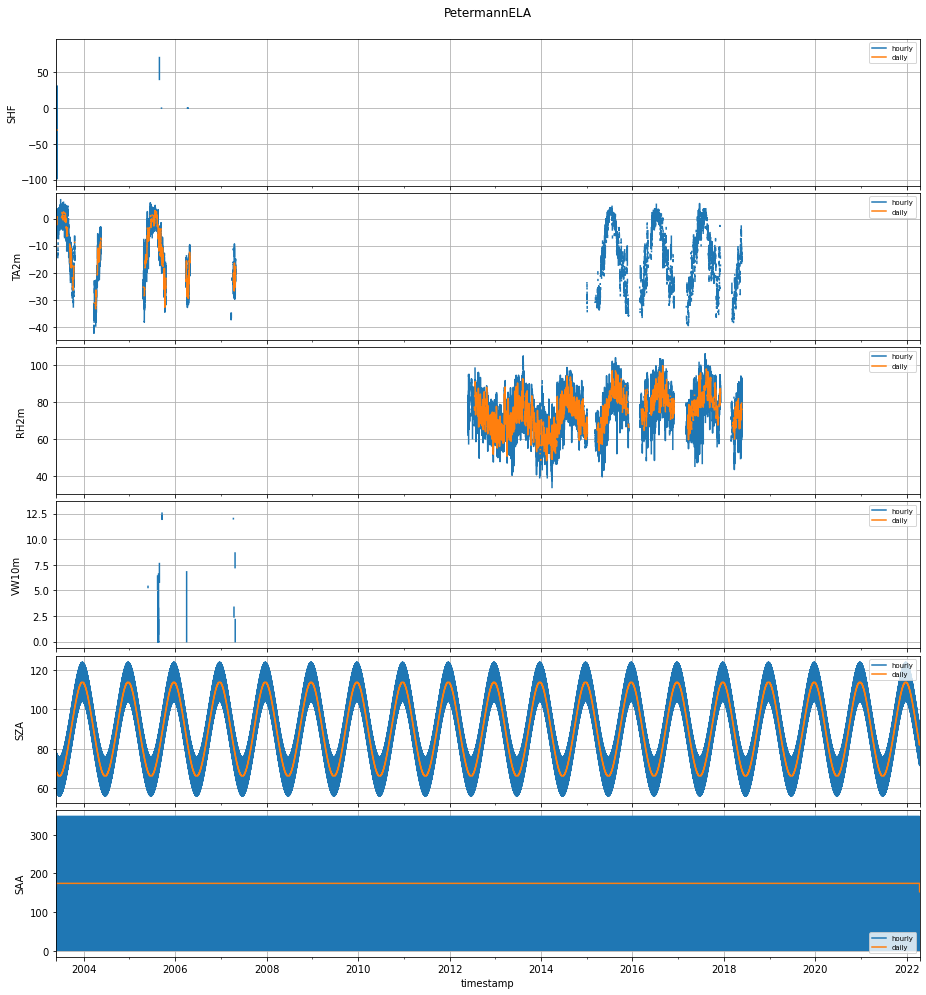 PetermannELA
SHF
50
0
−50
−100
hourly
daily
TA2m
0
−10
−20
−30
−40
hourly
daily
RH2m
100
80
60
40
hourly
daily
VW10m
12.5
10.0
7.5
5.0
2.5
0.0
hourly
daily
SZA
120
100
80
60
hourly
daily
SAA
300
200
100
0
hourly
daily
2004 2006 2008 2010 2012 2014 2016 2018 2020 2022
timestamp